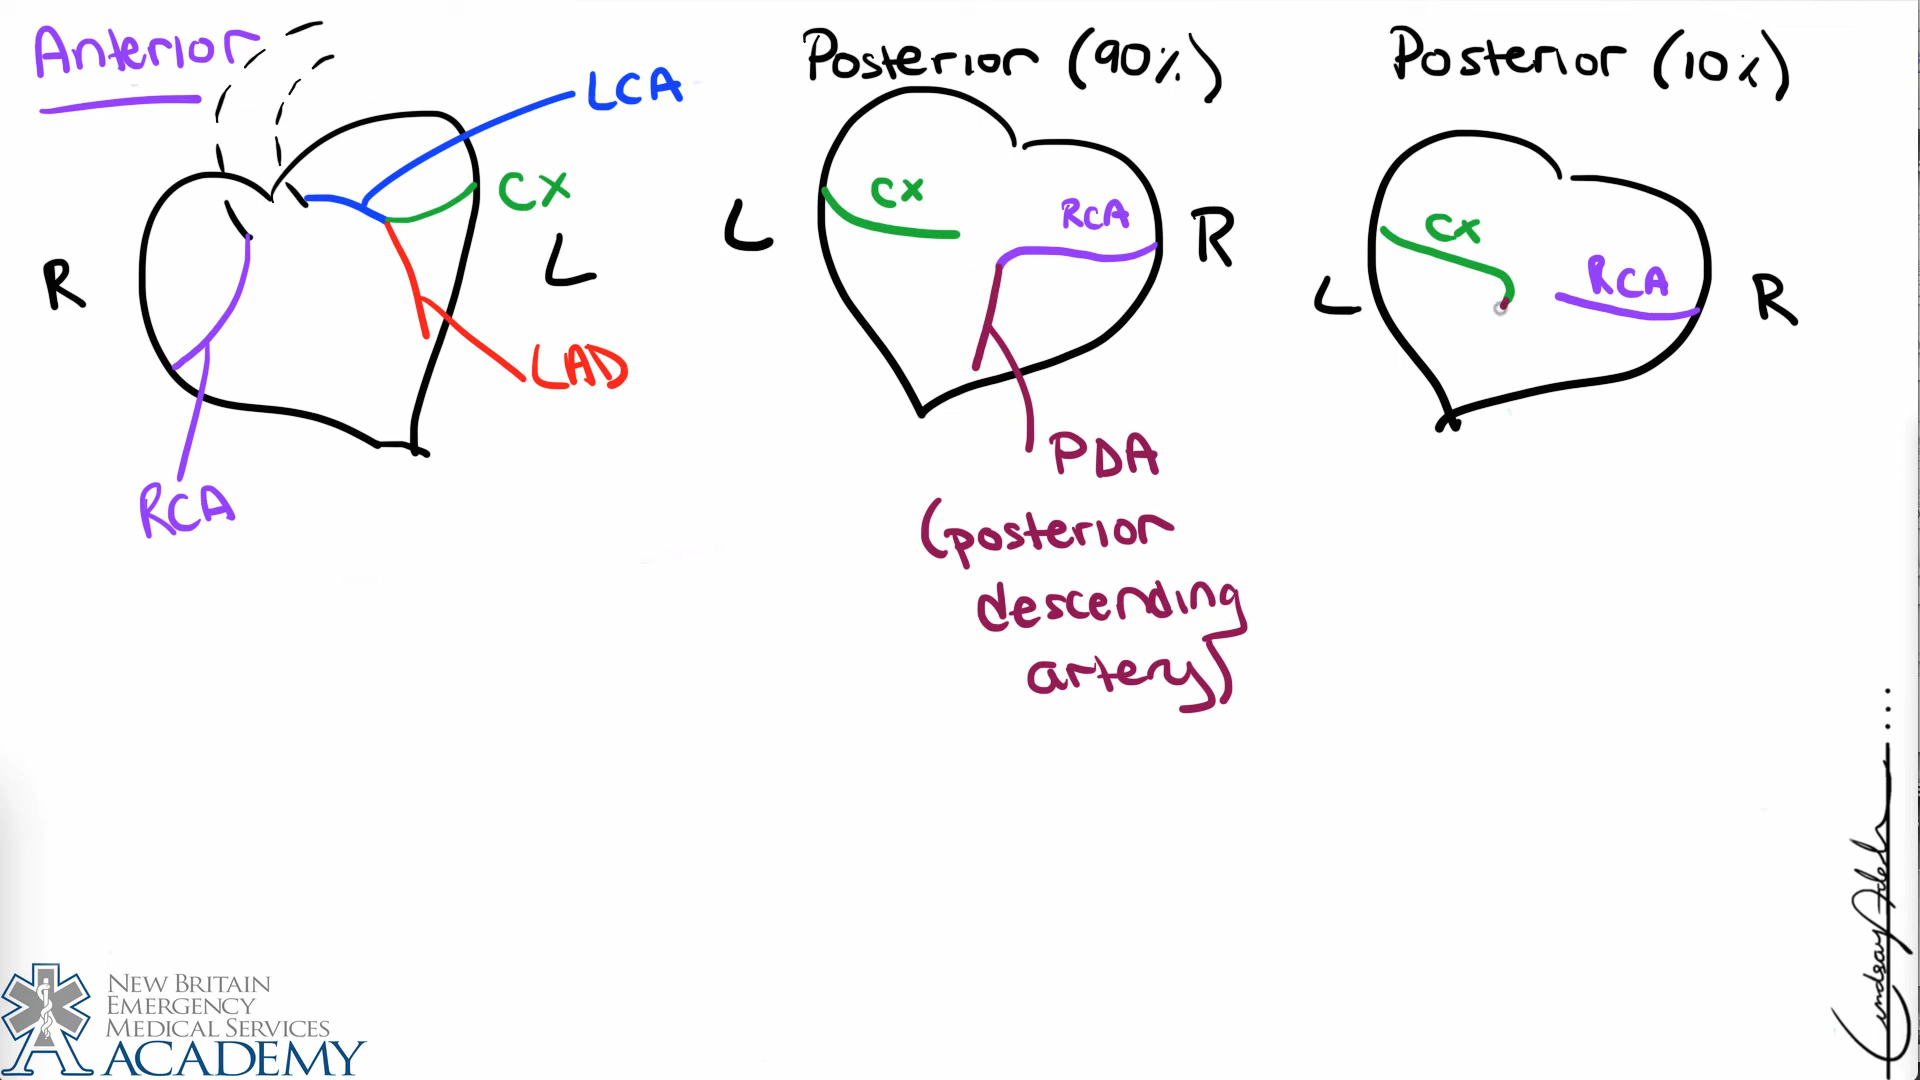 Anterior
LCA
CX
R
L
LAD
RCA
Posterior (90%)
CX
RCA
L
R
PDA
(posterior
descending
artery)
Posterior (10%)
CX
RCA
L
R
NEW BRITAIN
EMERGENCY
MEDICAL SERVICES
ACADEMY